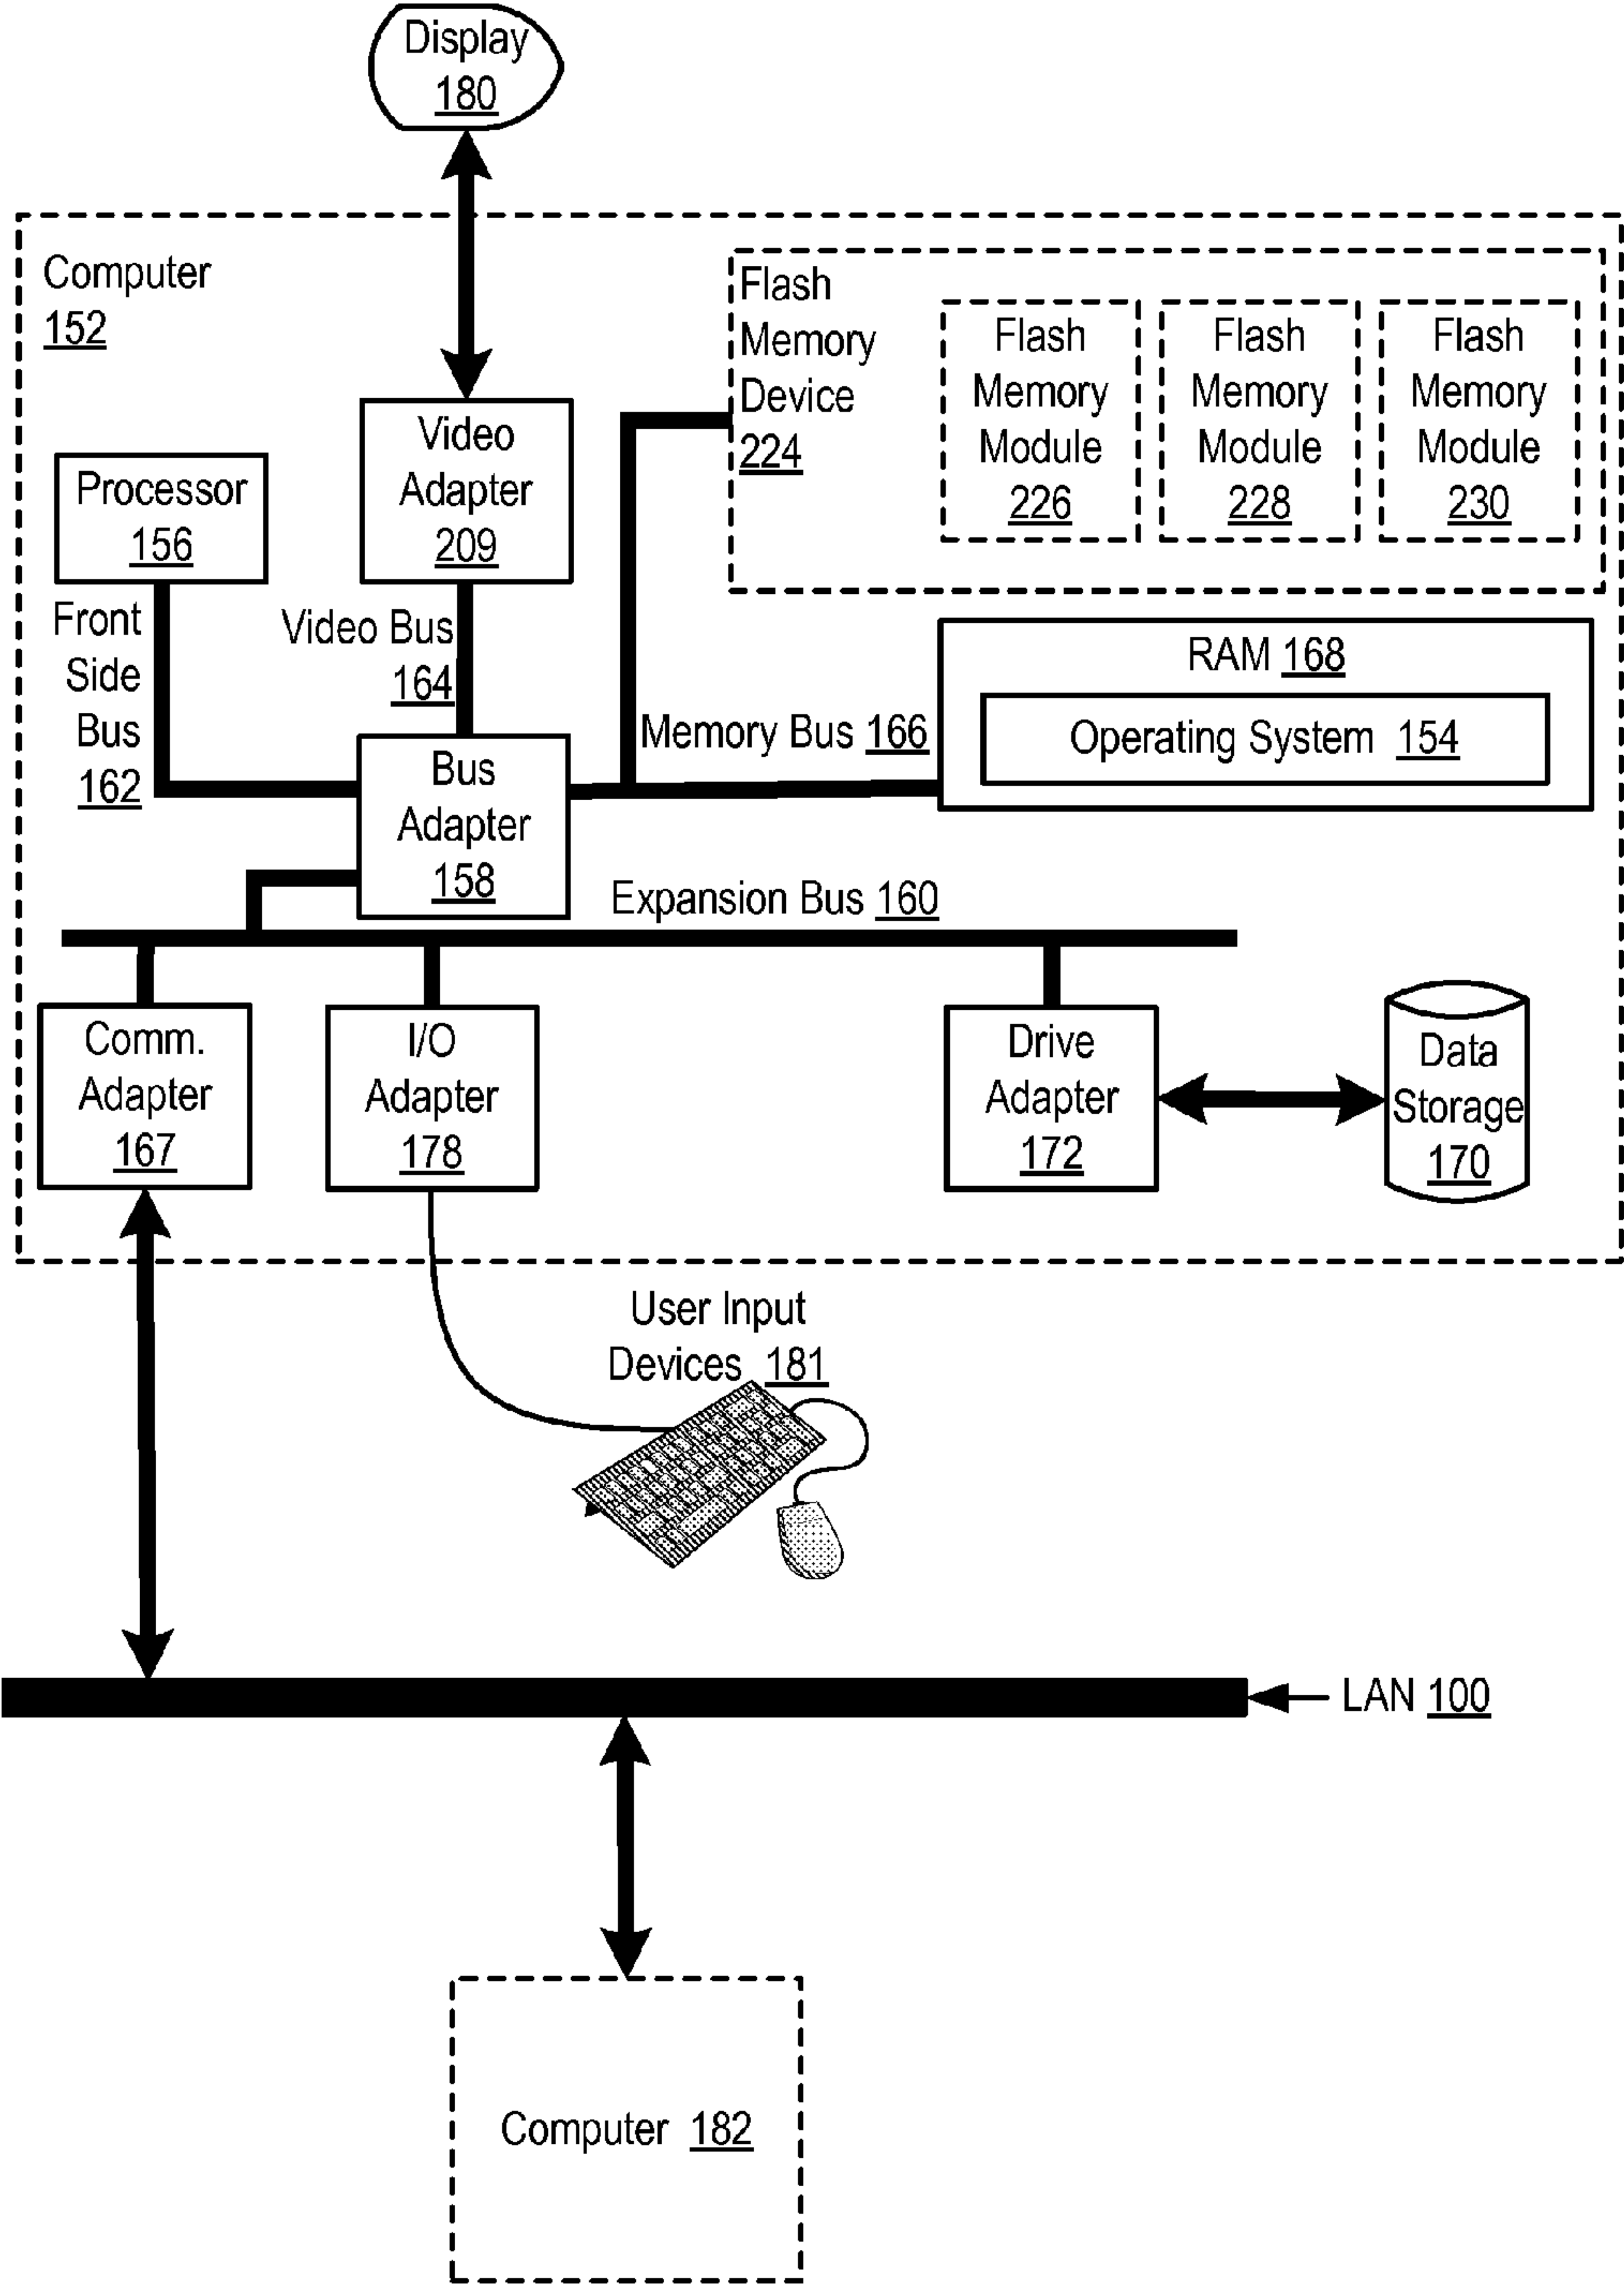 Display
180
Computer
152
Flash
Memory
Device
224
Flash
Memory
Module
226
Flash
Memory
Module
228
Flash
Memory
Module
230
Video
Adapter
209
Processor
156
Front
Side
Bus
162
Video Bus
164
RAM 168
Operating System 154
Memory Bus 166
Bus
Adapter
158
Expansion Bus 160
Comm.
Adapter
167
I/O
Adapter
178
Drive
Adapter
172
Data
Storage
170
User Input
Devices 181
LAN 100
Computer 182